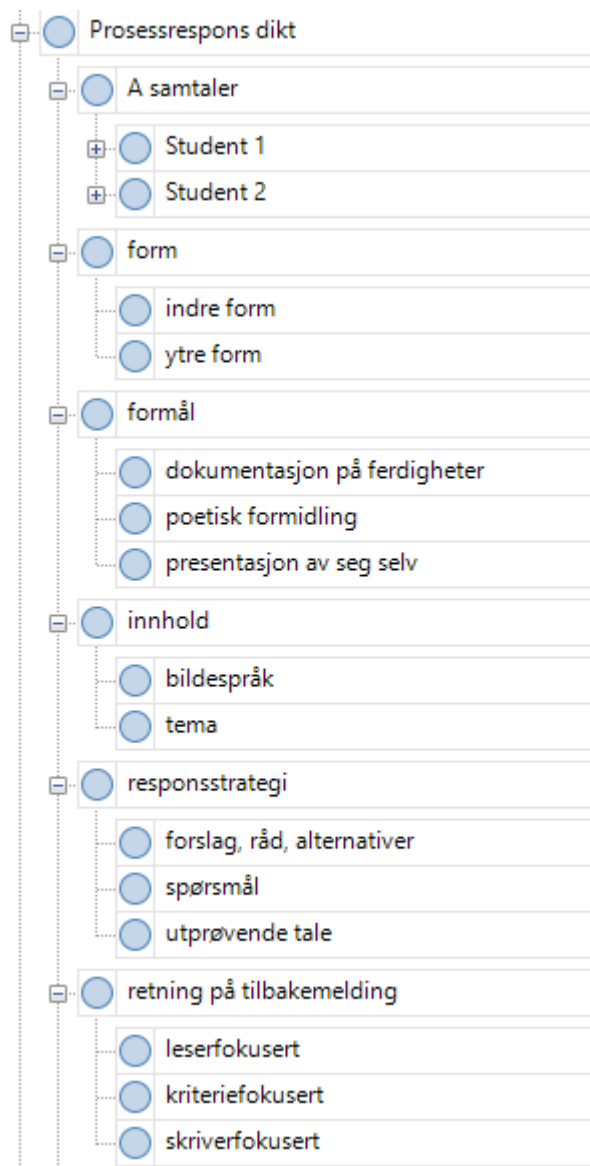 Prosessrespons dikt
A samtaler
Student 1
Student 2
form
indre form
ytre form
formål
dokumentasjon på ferdigheter
poetisk formidling
presentasjon av seg selv
innhold
bildespråk
tema
responsstrategi
forslag, råd, alternativer
spørsmål
utprøvende tale
retning på tilbakemelding
leserfokusert
kriteriefokusert
skriverfokusert